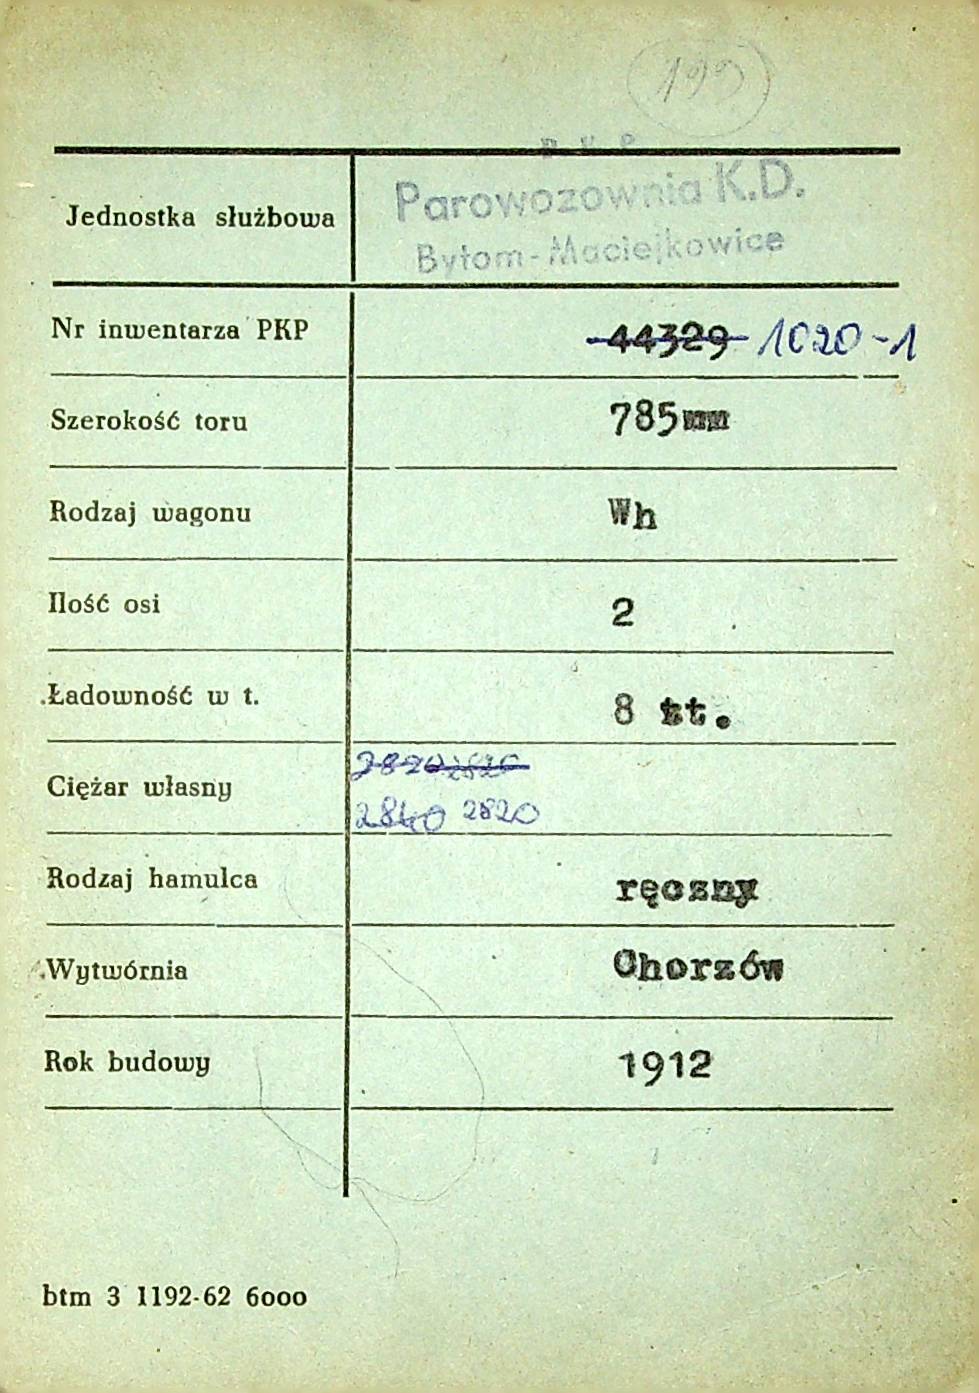 199
P K P
Jednostka służbowa Parowozownia K.D.
Bytom-Maciejkowice
Nr inwentarza PKP 44329 1020-1
Szerokość toru 785mm
Rodzaj wagonu Wh
Ilość osi 2
Ładowność w t. 8 tt.
Ciężar własny 2820
2840 2820
Rodzaj hamulca ręczny
Wytwórnia Chorzów
Rok budowy 1912
btm 3 1192-62 6000